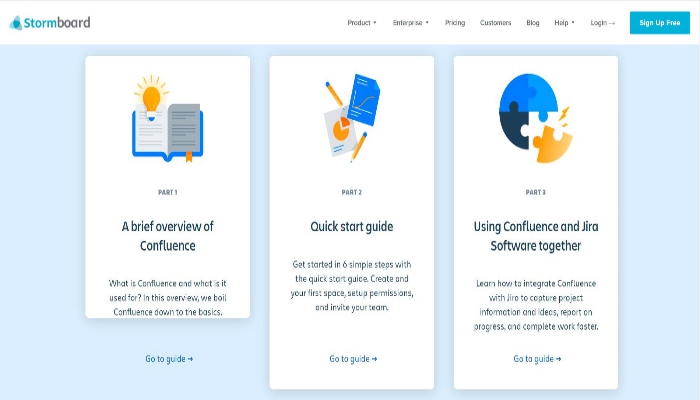 Stormboard
Product
Enterprise
Pricing
Customers
Blog
Help
Login →
Sign Up Free
PART 1
A brief overview of
Confluence
What is Confluence and what is it
used for? In this overview, we boil
Confluence down to the basics.
Go to guide →
PART 2
Quick start guide
Get started in 6 simple steps with
the quick start guide. Create and
your first space, setup permissions,
and invite your team.
Go to guide →
PART 3
Using Confluence and Jira
Software together
Learn how to integrate Confluence
with Jira to capture project
information and ideas, report on
progress, and complete work faster.
Go to guide →